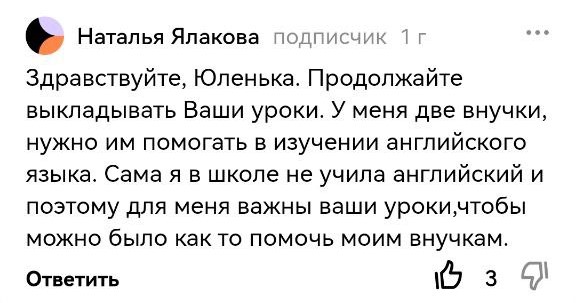 Наталья Ялакова подписчик 1 г
Здравствуйте, Юленька. Продолжайте
выкладывать Ваши уроки. У меня две внучки,
нужно им помогать в изучении английского
языка. Сама я в школе не учила английский и
поэтому для меня важны ваши уроки,чтобы
можно было как то помочь моим внучкам.
Ответить 3